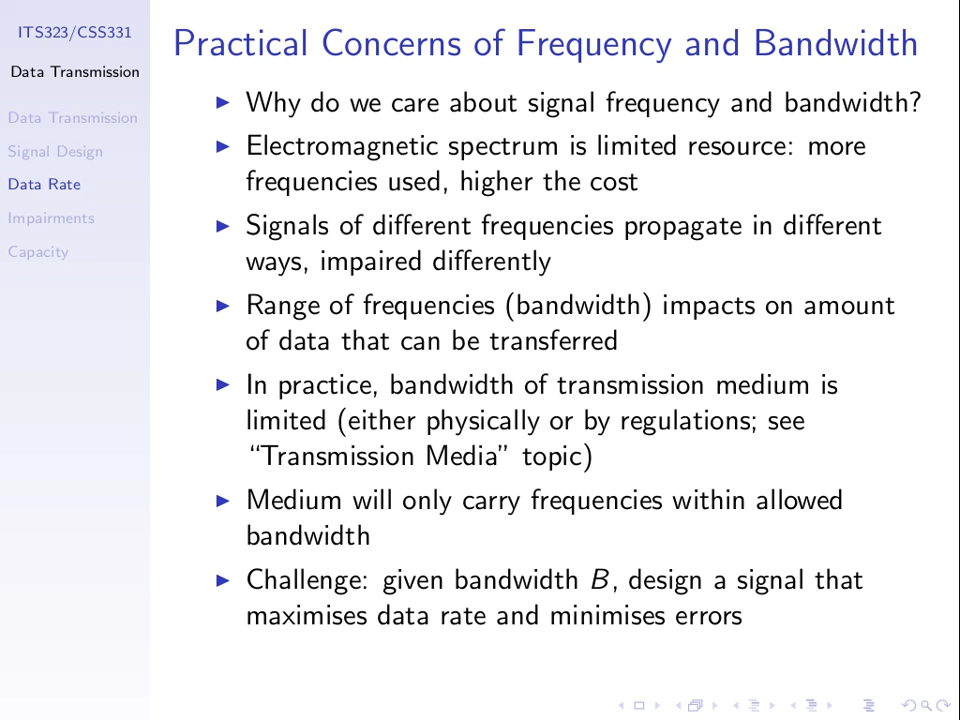 ITS323/CSS331
Data Transmission
Data Transmission
Signal Design
Data Rate
Impairments
Capacity
Practical Concerns of Frequency and Bandwidth
Why do we care about signal frequency and bandwidth?
Electromagnetic spectrum is limited resource: more
frequencies used, higher the cost
Signals of different frequencies propagate in different
ways, impaired differently
Range of frequencies (bandwidth) impacts on amount
of data that can be transferred
In practice, bandwidth of transmission medium is
limited (either physically or by regulations; see
“Transmission Media” topic)
Medium will only carry frequencies within allowed
bandwidth
Challenge: given bandwidth B, design a signal that
maximises data rate and minimises errors